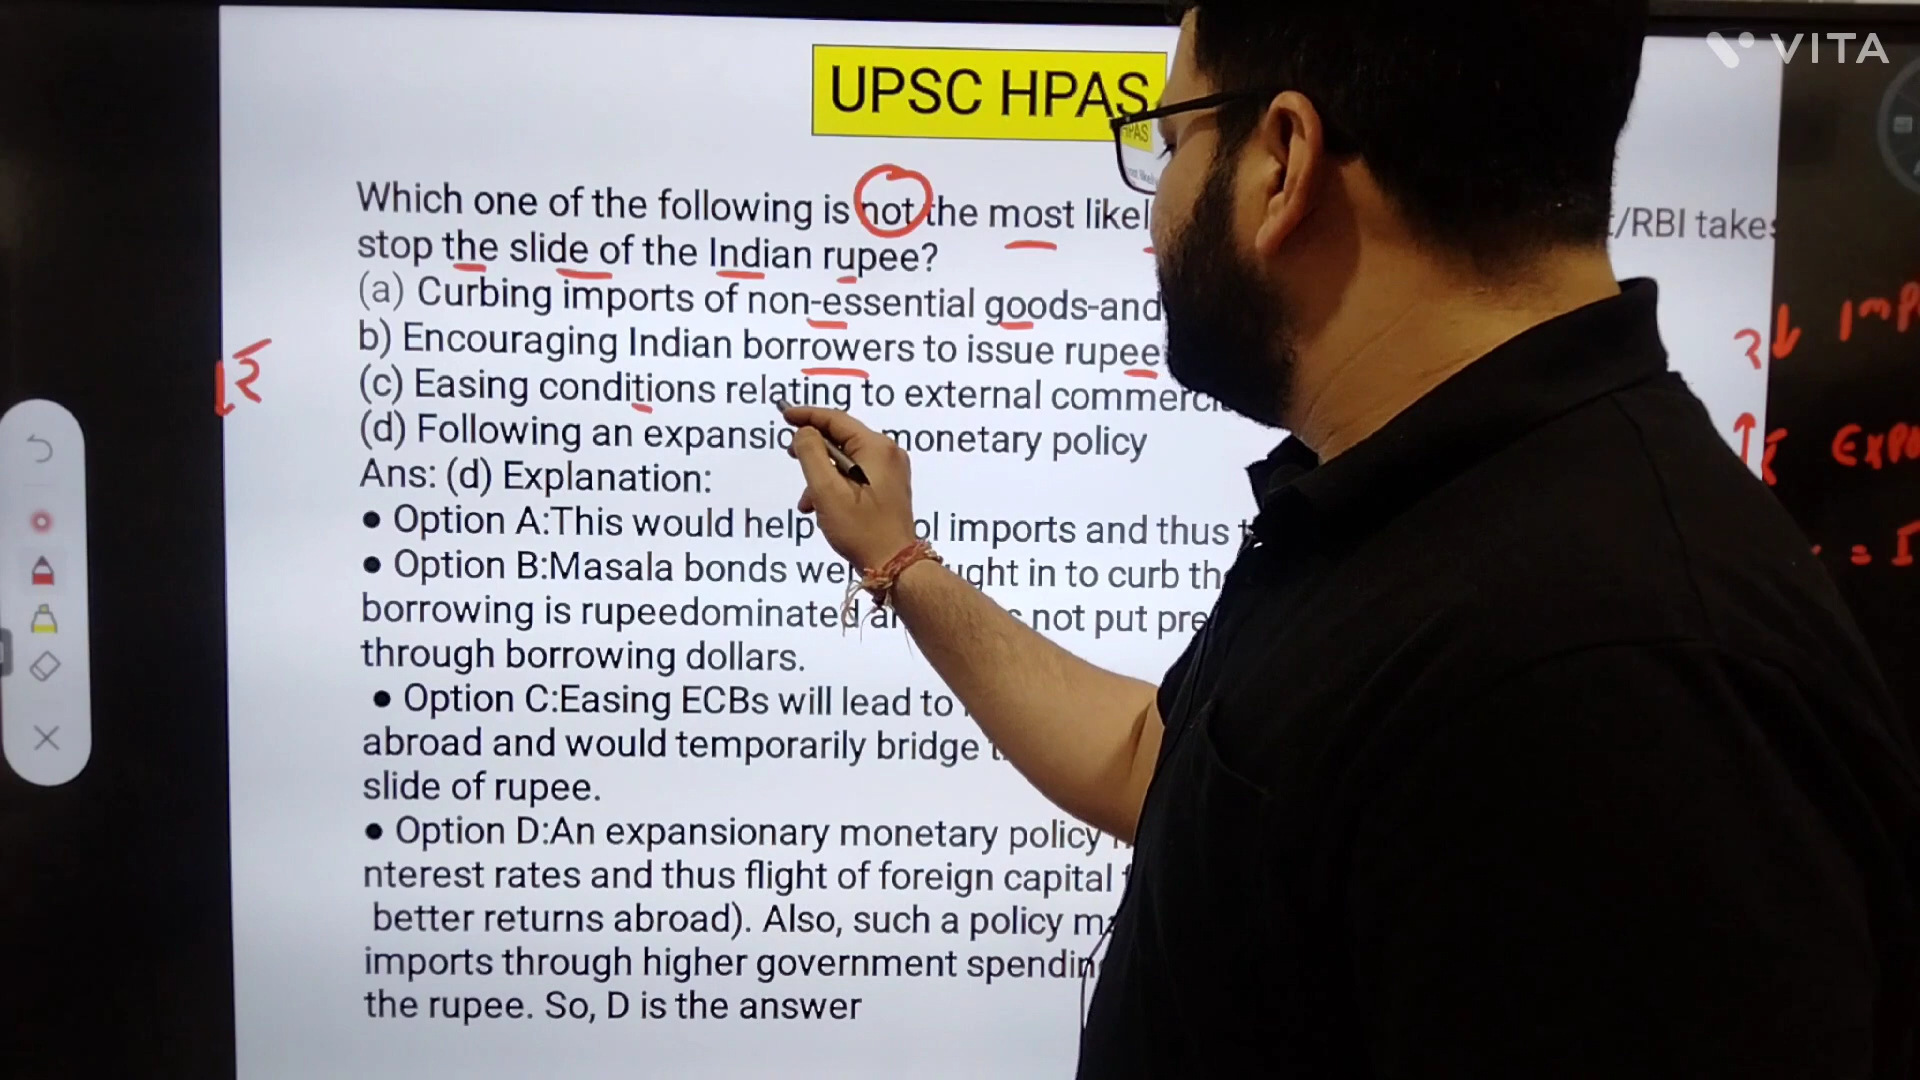 VITA
UPSC HPAS
HPAS
Which one of the following is not the most likel
/RBI takes
stop the slide of the Indian rupee?
(a) Curbing imports of non-essential goods-and
b) Encouraging Indian borrowers to issue rupee
(c) Easing conditions relating to external commerci
(d) Following an expansio monetary policy
Ans: (d) Explanation:
• Option A:This would help ol imports and thus
• Option B:Masala bonds we ught in to curb th
borrowing is rupeedominated a not put pre
through borrowing dollars.
• Option C:Easing ECBs will lead to
abroad and would temporarily bridge
slide of rupee.
• Option D:An expansionary monetary policy
nterest rates and thus flight of foreign capital
better returns abroad). Also, such a policy ma
imports through higher government spendin
the rupee. So, D is the answer
↓₹
↓ Imp
↑ Expo
= I